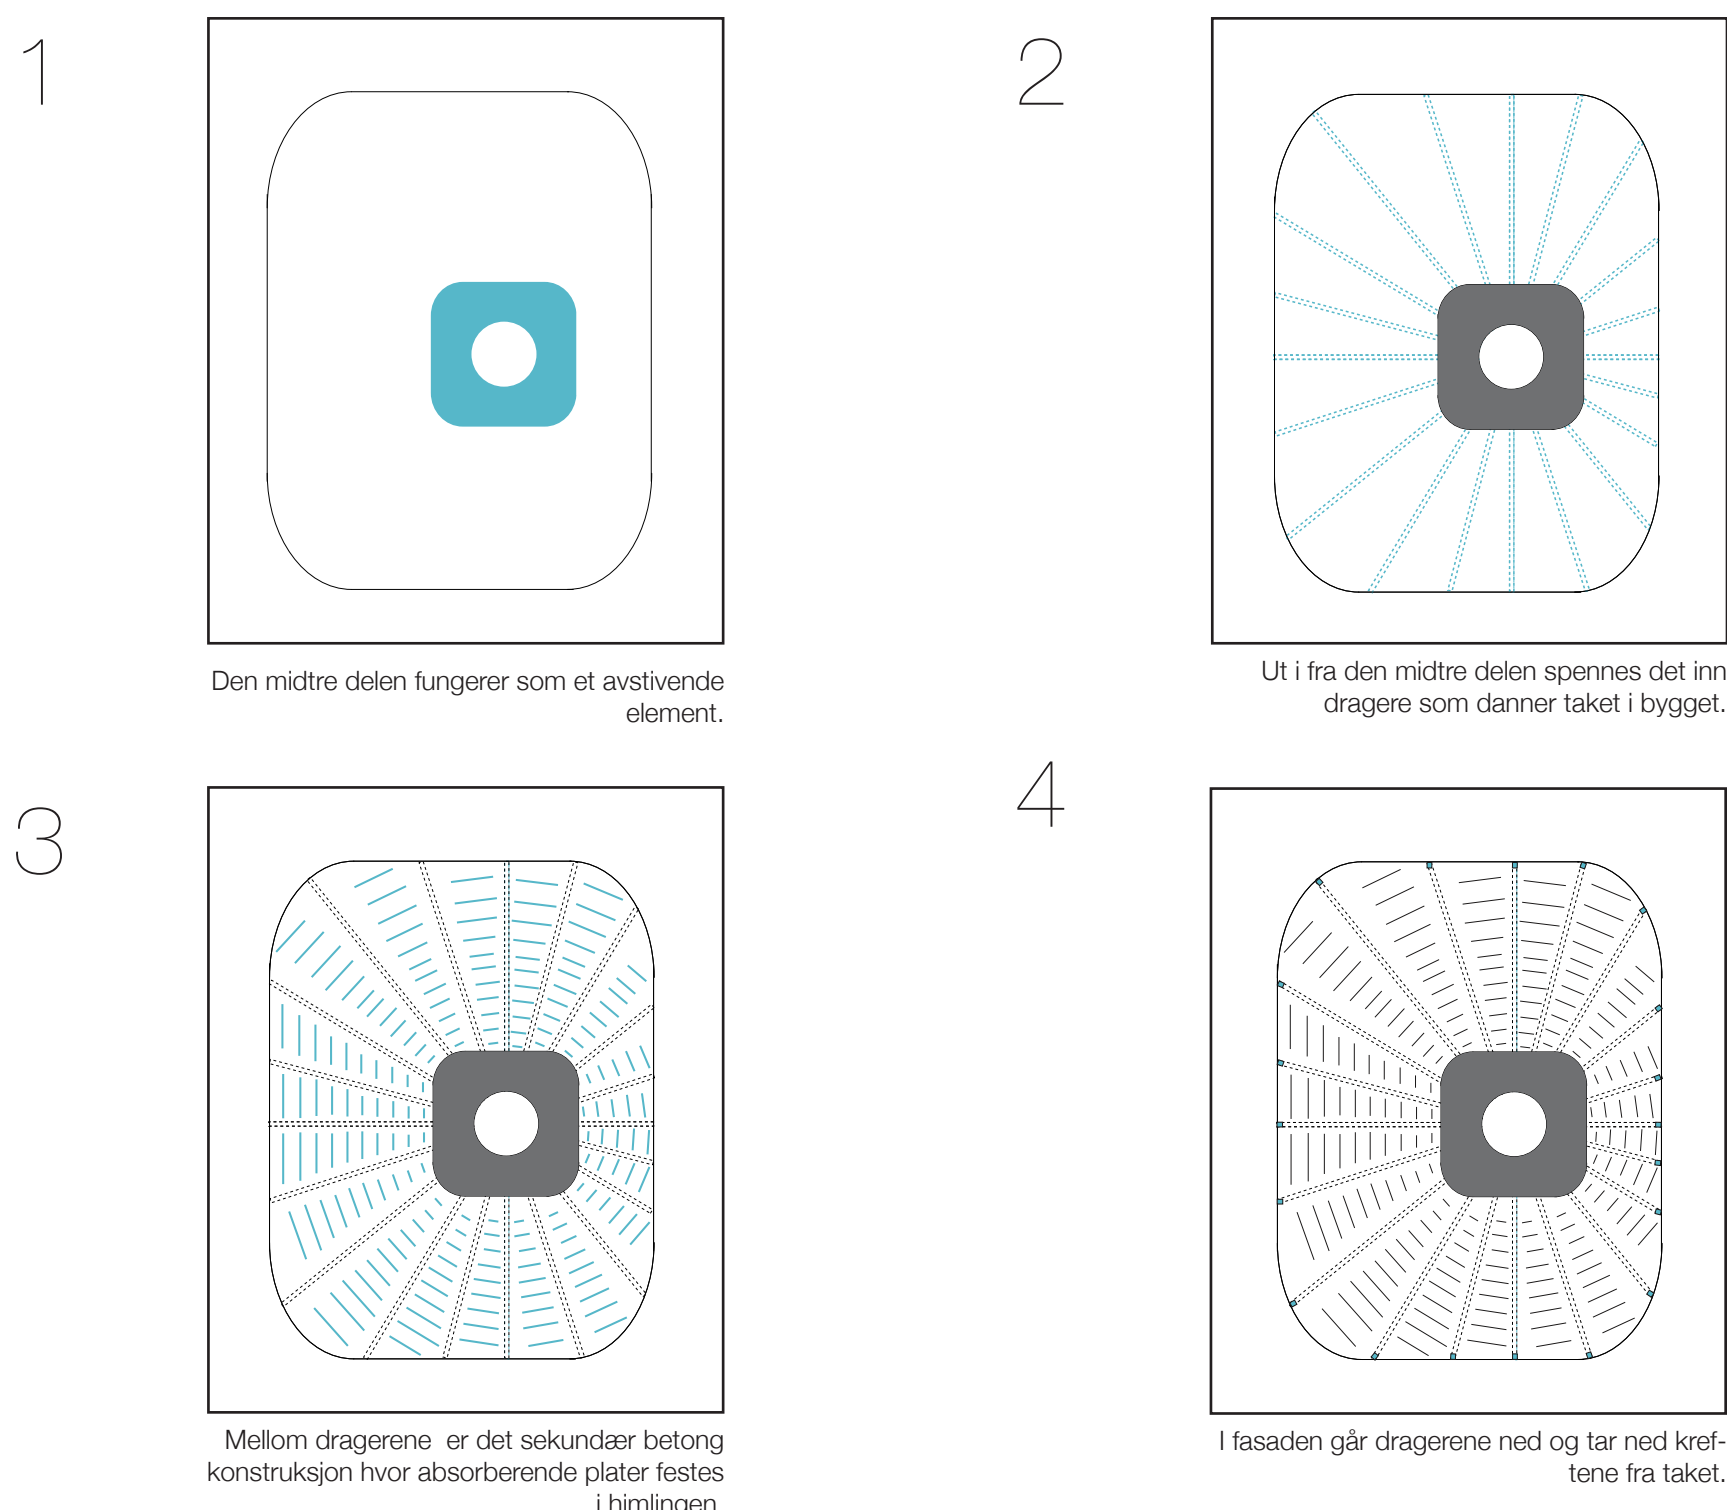 1
Den midtre delen fungerer som et avstivende
element.
2
Ut i fra den midtre delen spennes det inn
dragere som danner taket i bygget.
3
Mellom dragerene  er det sekundær betong
konstruksjon hvor absorberende plater festes
i himlingen.
4
I fasaden går dragerene ned og tar ned kref-
tene fra taket.